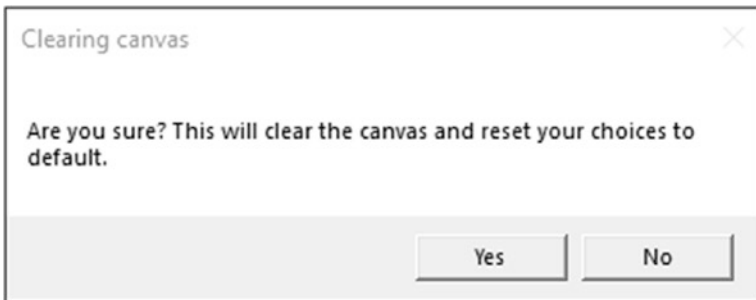 Clearing canvas
Are you sure? This will clear the canvas and reset your choices to
default.
Yes No